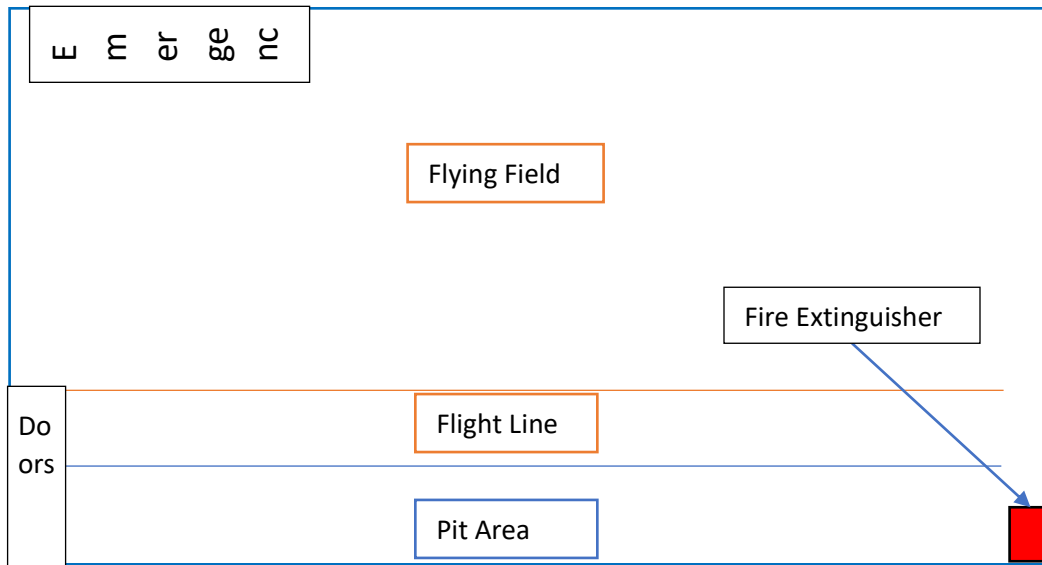 E
m
er
ge
nc
Flying Field
Fire Extinguisher
Flight Line
Do
ors
Pit Area